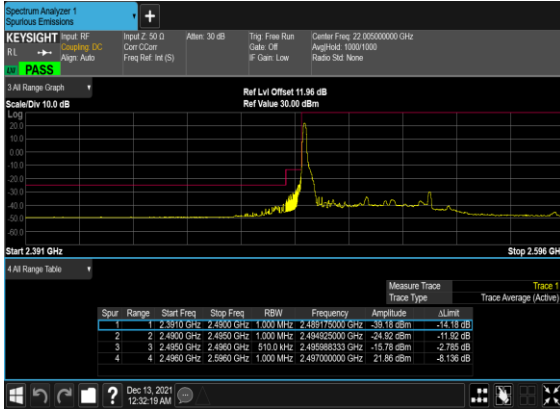 Spectrum Analyzer 1
Spurious Emissions
KEYSIGHT Input: RF Input Z: 50 Ω Atten: 30 dB Trig: Free Run Center Freq: 22.005000000 GHz
RL Coupling: DC Corr CCorr Gate: Off Avg|Hold: 1000/1000
Align: Auto Freq Ref: Int (S) IF Gain: Low Radio Std: None
PASS
3 All Range Graph
Ref Lvl Offset 11.96 dB
Scale/Div 10.0 dB Ref Value 30.00 dBm
Log
20.0
10.0
0.00
-10.0
-20.0
-30.0
-40.0
-50.0
-60.0
Start 2.391 GHz Stop 2.596 GH
4 All Range Table
Measure Trace Trace 1
Trace Type Trace Average (Active)
Spur Range Start Freq Stop Freq RBW Frequency Amplitude ΔLimit
1 1 2.3910 GHz 2.4900 GHz 1.000 MHz 2.489175000 GHz -39.18 dBm -14.18 dB
2 2 2.4900 GHz 2.4950 GHz 1.000 MHz 2.494925000 GHz -24.92 dBm -11.92 dB
3 3 2.4950 GHz 2.4960 GHz 510.0 kHz 2.495988333 GHz -15.78 dBm -2.785 dB
4 4 2.4960 GHz 2.5960 GHz 1.000 MHz 2.497000000 GHz 21.86 dBm -8.136 dB
Dec 13, 2021
12:32:19 AM